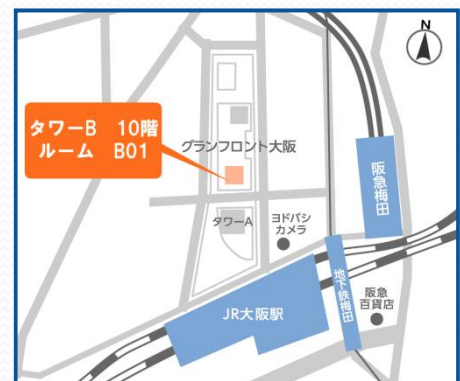 N
タワーB　10階
ルーム　B01
グランフロント大阪
阪急梅田
タワーA
ヨドバシ
カメラ
地下鉄梅田
阪急
百貨店
JR大阪駅